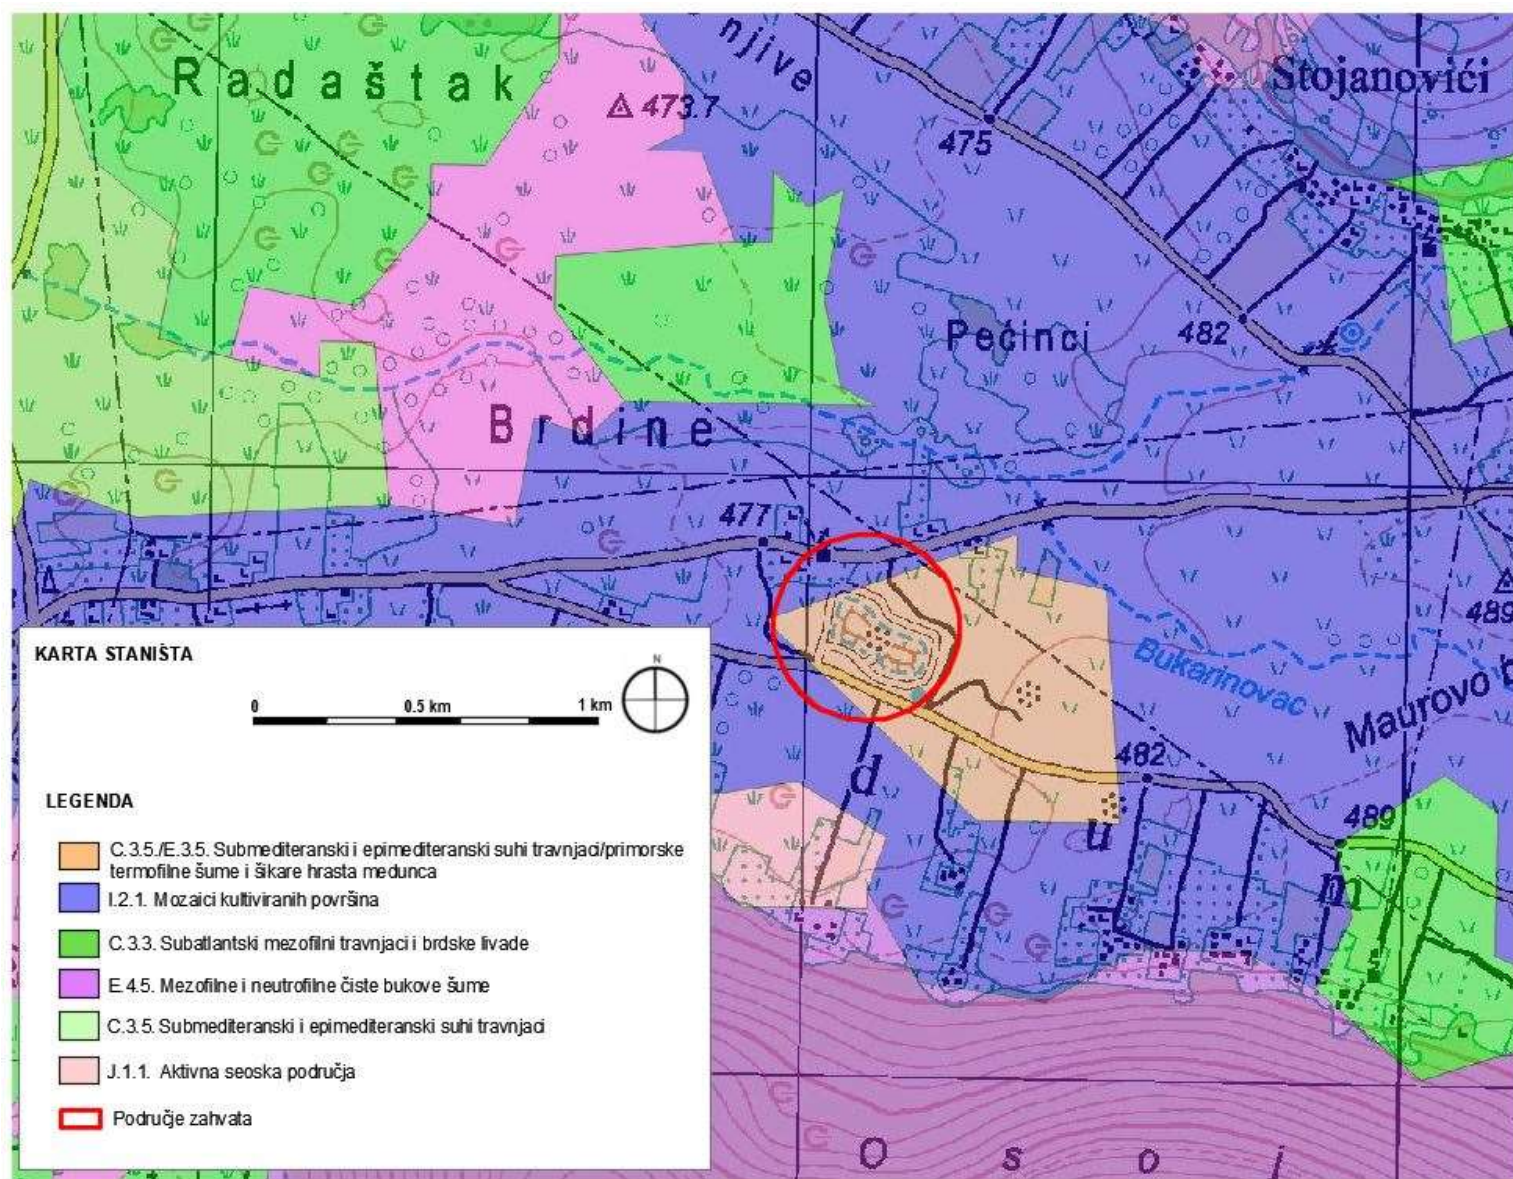 Radaštak
njive
473.7
Stojanovići
475
Pećinci
482
Brdine
477
489
Bukarinovac
Maurovo
482
d
u
489
m
O s o j
KARTA STANIŠTA
N
0 0.5 km 1 km
LEGENDA
C.3.5./E.3.5. Submediteranski i epimediteranski suhi travnjaci/primorske
termofilne šume i šikare hrasta medunca
I.2.1. Mozaici kultiviranih površina
C.3.3. Subatlantski mezofilni travnjaci i brdske livade
E.4.5. Mezofilne i neutrofilne čiste bukove šume
C.3.5. Submediteranski i epimediteranski suhi travnjaci
J.1.1. Aktivna seoska područja
Područje zahvata